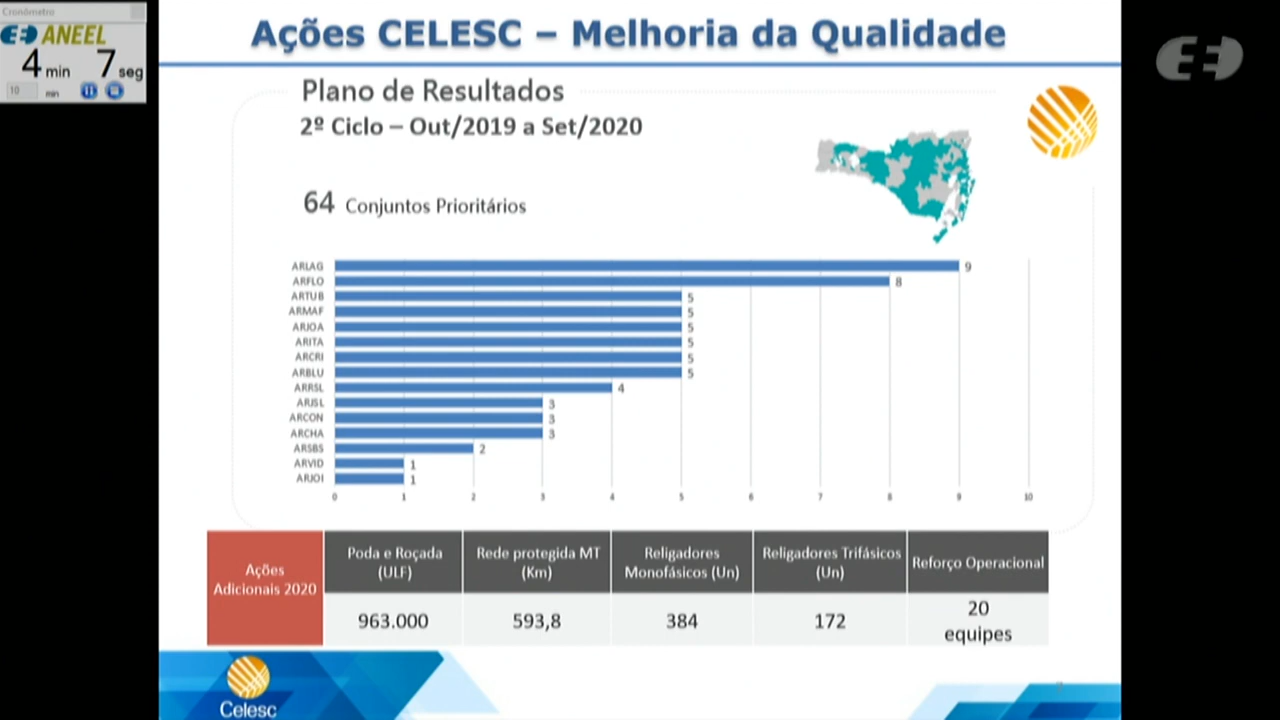 Cronômetro
ANEEL
4 min 7 seg
10 min
Ações CELESC – Melhoria da Qualidade
Plano de Resultados
2º Ciclo – Out/2019 a Set/2020
64 Conjuntos Prioritários
ARLAG 9
ARFLO 8
ARTUB 5
ARMAF 5
ARJOA 5
ARITA 5
ARCRI 5
ARBLU 5
ARRSL 4
ARJSL 3
ARCON 3
ARCHA 3
ARSBS 2
ARVID 1
ARJOI 1
0 1 2 3 4 5 6 7 8 9 10
Ações
Adicionais 2020
Poda e Roçada
(ULF)
963.000
Rede protegida MT
(Km)
593,8
Religadores
Monofásicos (Un)
384
Religadores Trifásicos
(Un)
172
Reforço Operacional
20
equipes
Celesc